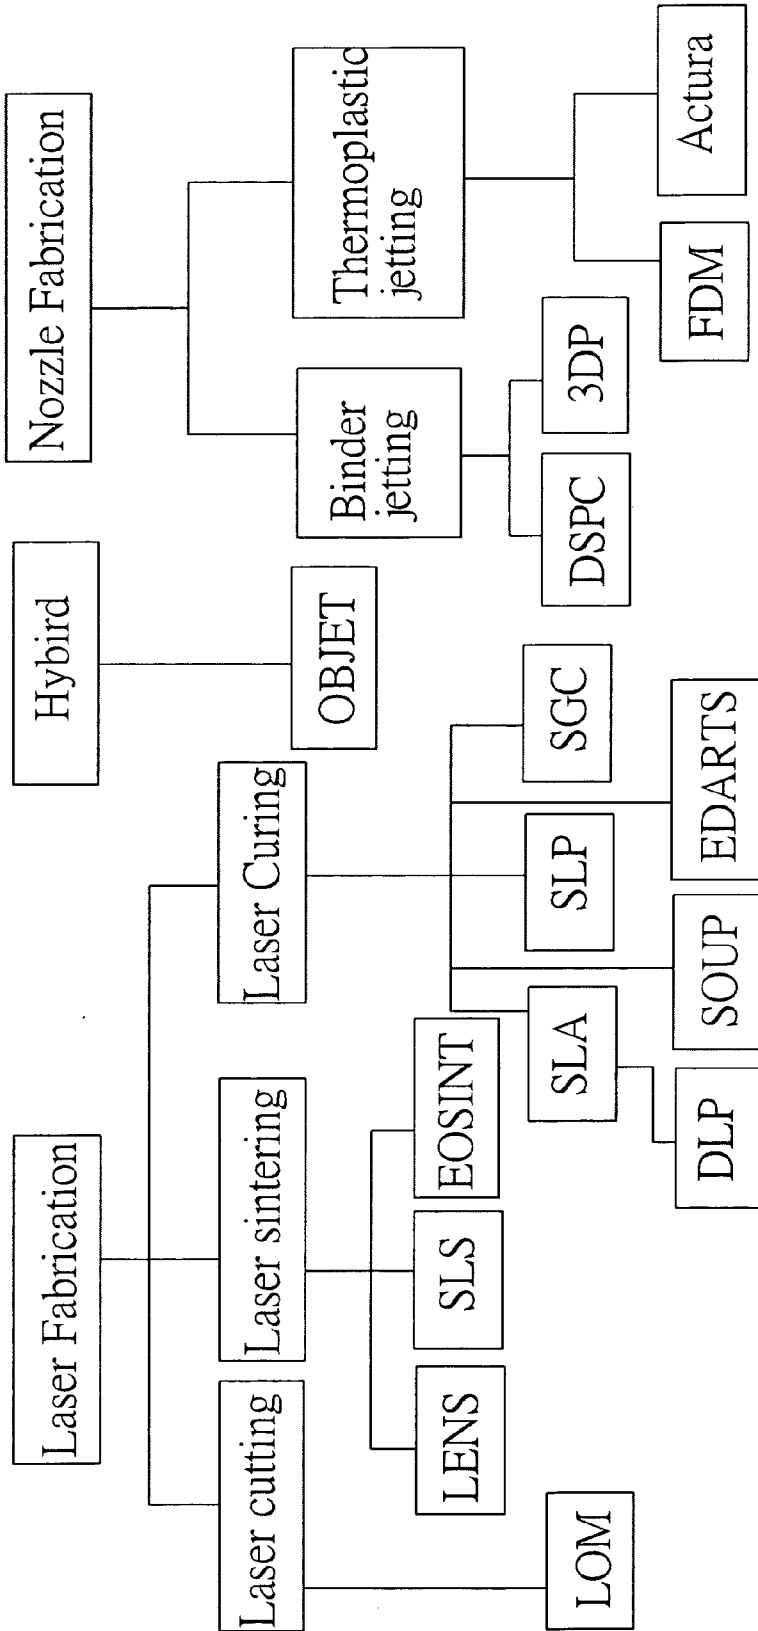 Laser Fabrication
Hybird
Nozzle Fabrication
Laser cutting
Laser sintering
Laser Curing
OBJET
Binder
jetting
Thermoplastic
jetting
LENS
SLS
EOSINT
LOM
SLA
SLP
SGC
DSPC
3DP
DLP
SOUP
EDARTS
FDM
Actura